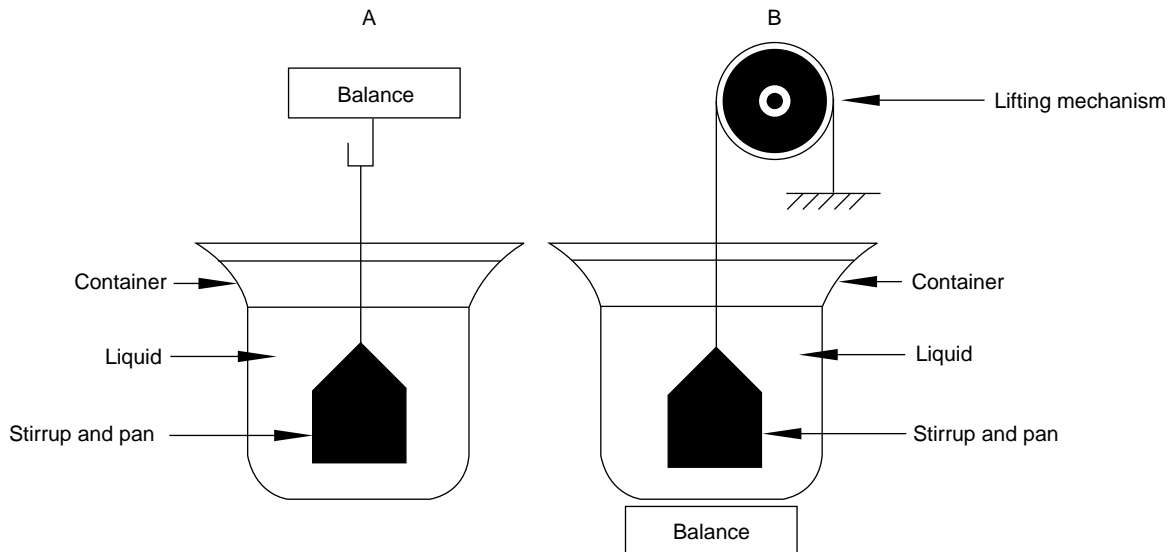 A
Balance
Container
Liquid
Stirrup and pan
B
Lifting mechanism
Container
Liquid
Stirrup and pan
Balance